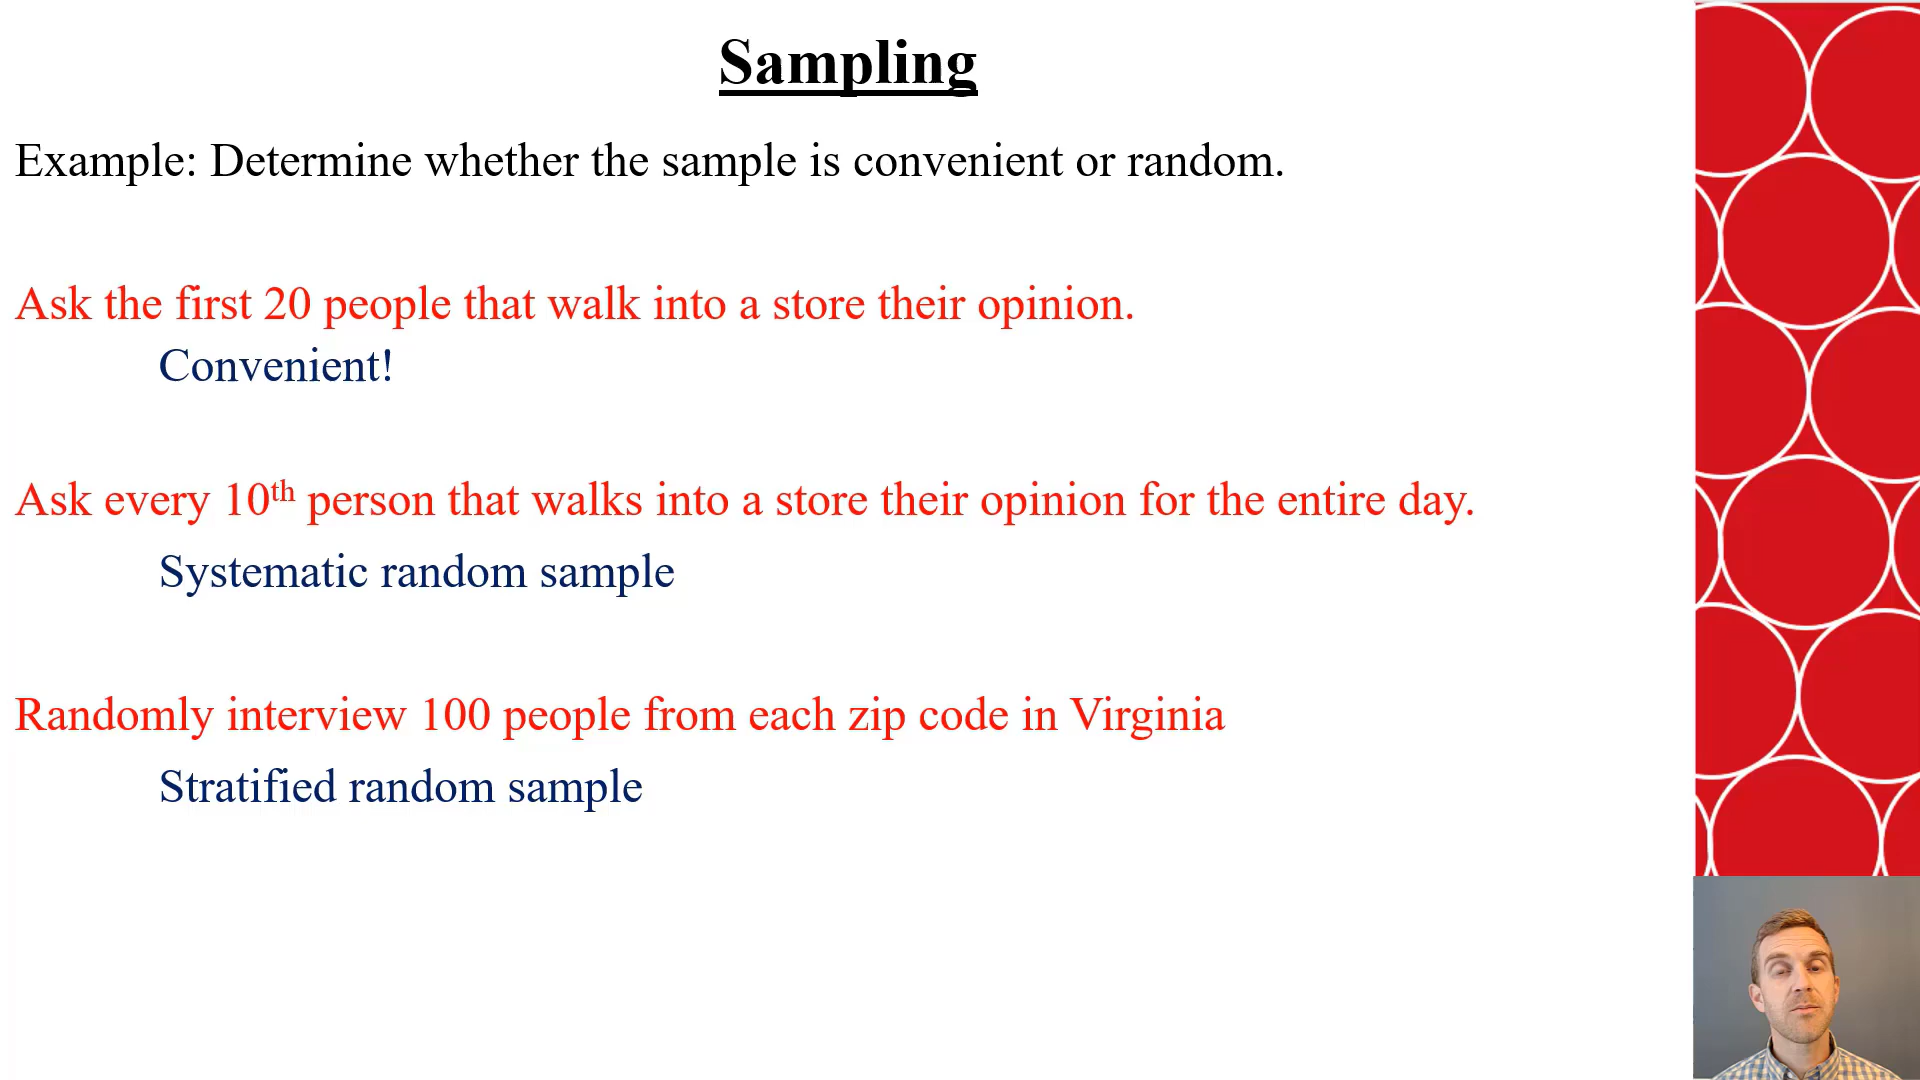 Sampling
Example: Determine whether the sample is convenient or random.
Ask the first 20 people that walk into a store their opinion.
Convenient!
Ask every 10th person that walks into a store their opinion for the entire day.
Systematic random sample
Randomly interview 100 people from each zip code in Virginia
Stratified random sample